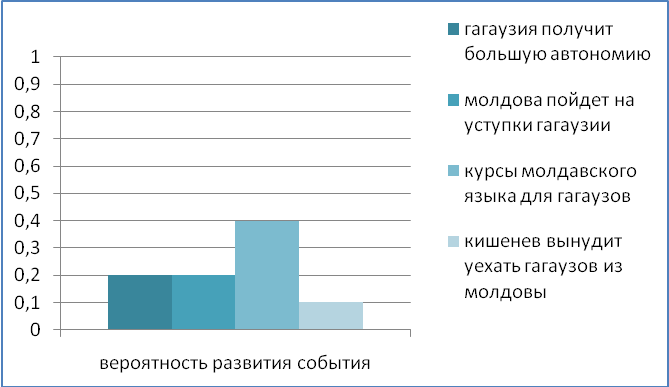 1
0,9
0,8
0,7
0,6
0,5
0,4
0,3
0,2
0,1
0
вероятность развития события
гагаузия получит
большую автономию
молдова пойдет на
уступки гагаузии
курсы молдавского
языка для гагаузов
кишенев вынудит
уехать гагаузов из
молдовы